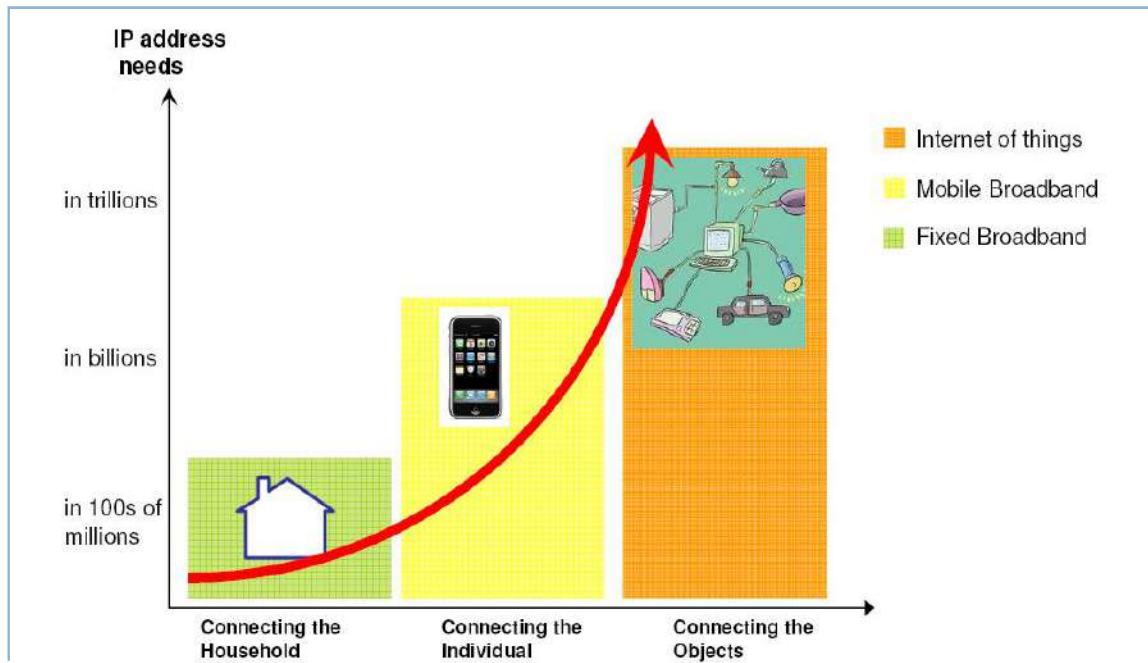 IP address
needs
in trillions
in billions
in 100s of
millions
Internet of things
Mobile Broadband
Fixed Broadband
Connecting the
Household
Connecting the
Individual
Connecting the
Objects